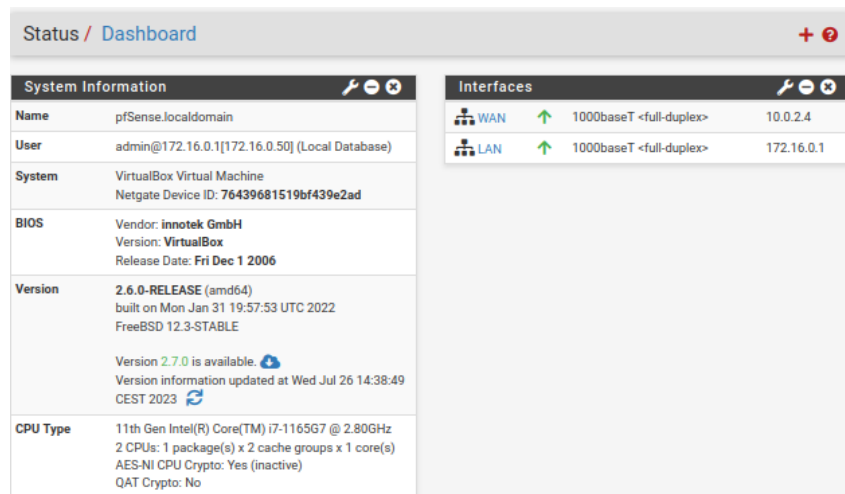 Status / Dashboard
System Information
Name pfSense.localdomain
User admin@172.16.0.1[172.16.0.50] (Local Database)
System VirtualBox Virtual Machine
Netgate Device ID: 76439681519bf439e2ad
BIOS Vendor: innotek GmbH
Version: VirtualBox
Release Date: Fri Dec 1 2006
Version 2.6.0-RELEASE (amd64)
built on Mon Jan 31 19:57:53 UTC 2022
FreeBSD 12.3-STABLE
Version 2.7.0 is available.
Version information updated at Wed Jul 26 14:38:49
CEST 2023
CPU Type 11th Gen Intel(R) Core(TM) i7-1165G7 @ 2.80GHz
2 CPUs: 1 package(s) x 2 cache groups x 1 core(s)
AES-NI CPU Crypto: Yes (inactive)
QAT Crypto: No
Interfaces
WAN 1000baseT <full-duplex> 10.0.2.4
LAN 1000baseT <full-duplex> 172.16.0.1